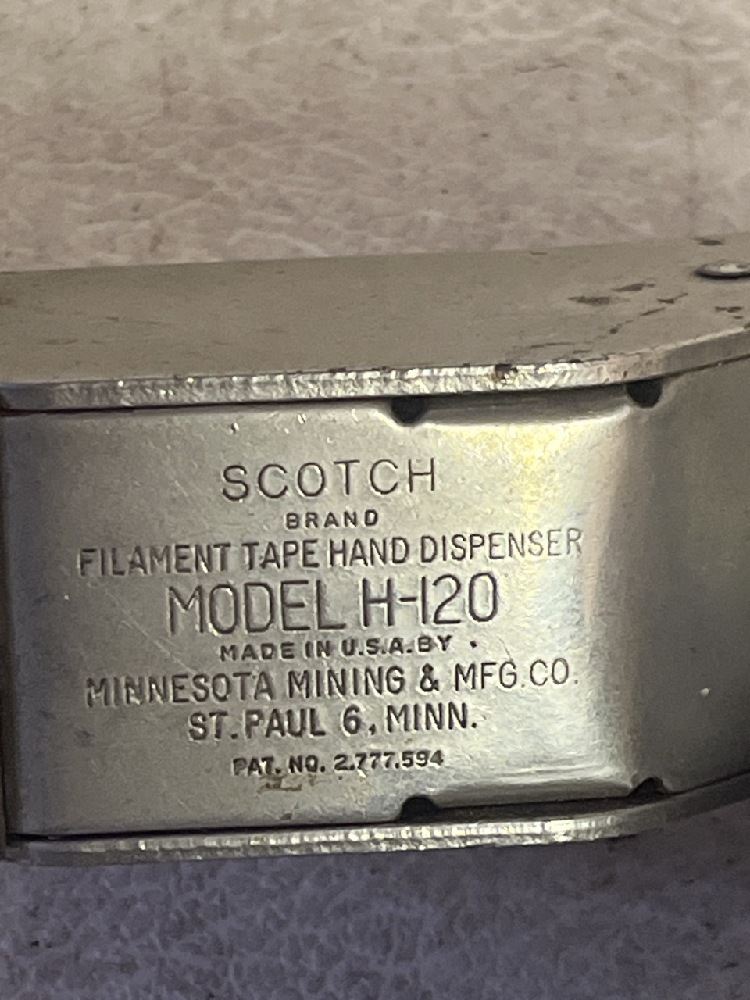 SCOTCH
BRAND
FILAMENT TAPE HAND DISPENSER
MODEL H-120
MADE IN U.S.A. BY
MINNESOTA MINING & MFG. CO.
ST. PAUL 6, MINN.
PAT. NO. 2.777.594